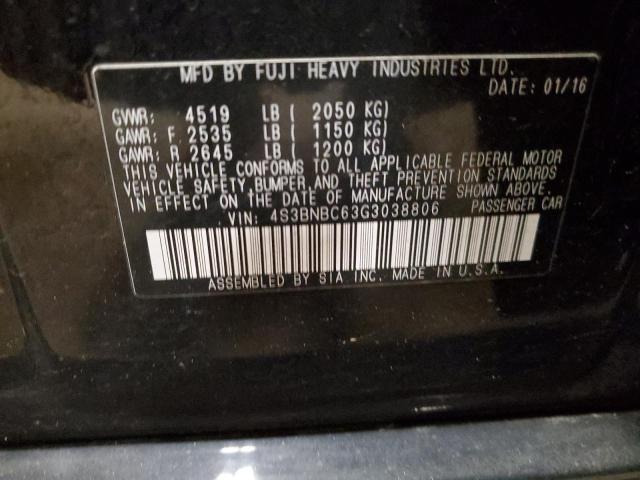 MFD BY FUJI HEAVY INDUSTRIES LTD.
DATE: 01/16
GVWR: 4519 LB ( 2050 KG)
GAWR: F 2535 LB ( 1150 KG)
GAWR: R 2645 LB ( 1200 KG)
THIS VEHICLE CONFORMS TO ALL APPLICABLE FEDERAL MOTOR
VEHICLE SAFETY, BUMPER, AND THEFT PREVENTION STANDARDS
IN EFFECT ON THE DATE OF MANUFACTURE SHOWN ABOVE.
VIN: 4S3BNBC63G3038806 PASSENGER CAR
ASSEMBLED BY SIA INC. MADE IN U.S.A.